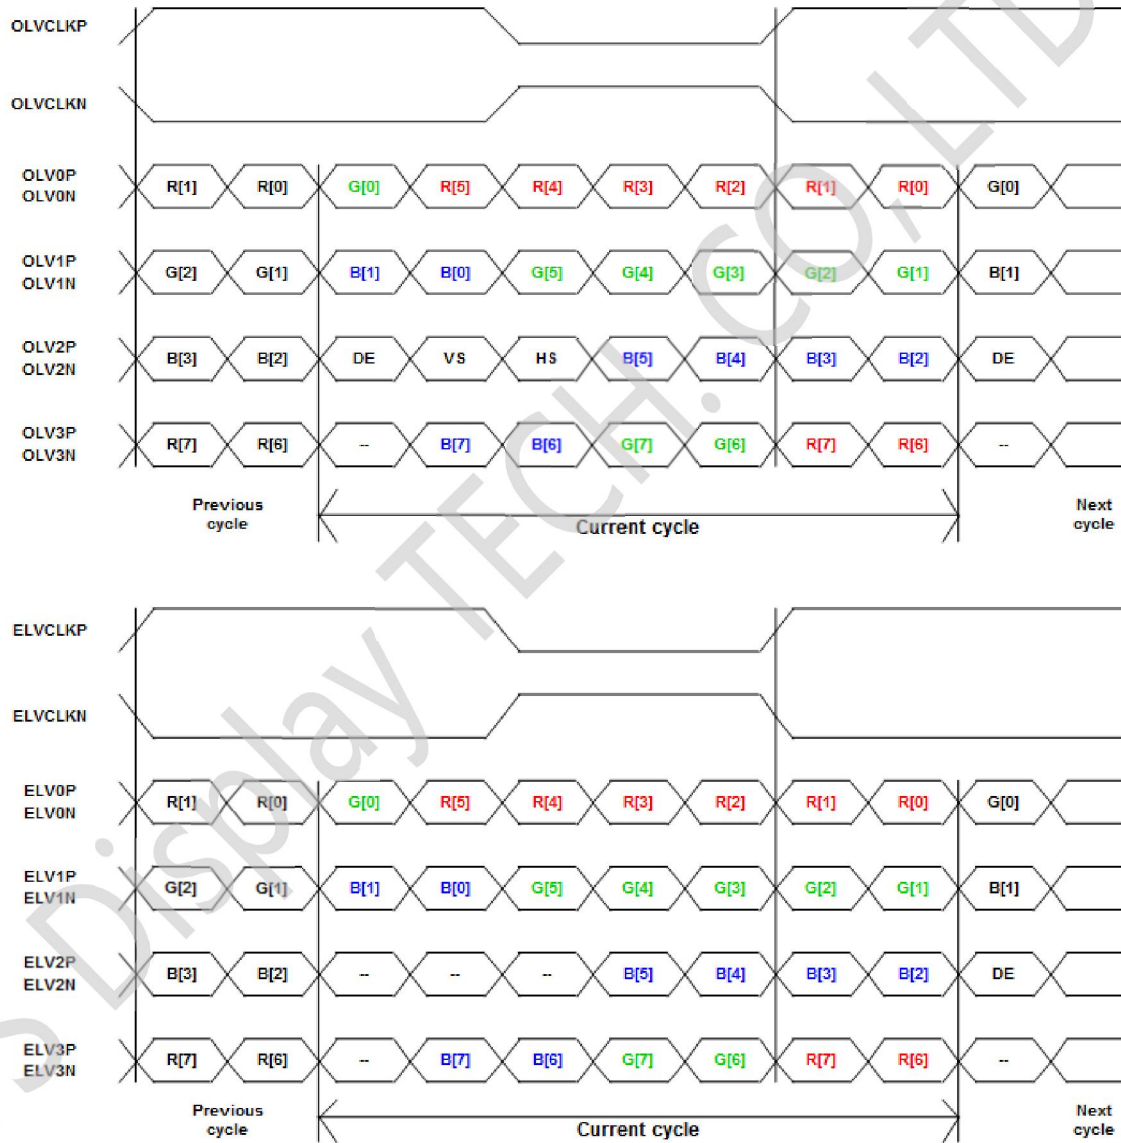 OLVCLKP
OLVCLKN
OLV0P
OLV0N
R[1] R[0] G[0] R[5] R[4] R[3] R[2] R[1] R[0] G[0]
OLV1P
OLV1N
G[2] G[1] B[1] B[0] G[5] G[4] G[3] G[2] G[1] B[1]
OLV2P
OLV2N
B[3] B[2] DE VS HS B[5] B[4] B[3] B[2] DE
OLV3P
OLV3N
R[7] R[6] -- B[7] B[6] G[7] G[6] R[7] R[6] --
Previous
cycle
Current cycle
Next
cycle
ELVCLKP
ELVCLKN
ELV0P
ELV0N
R[1] R[0] G[0] R[5] R[4] R[3] R[2] R[1] R[0] G[0]
ELV1P
ELV1N
G[2] G[1] B[1] B[0] G[5] G[4] G[3] G[2] G[1] B[1]
ELV2P
ELV2N
B[3] B[2] -- -- -- B[5] B[4] B[3] B[2] DE
ELV3P
ELV3N
R[7] R[6] -- B[7] B[6] G[7] G[6] R[7] R[6] --
Previous
cycle
Current cycle
Next
cycle
S Display TECH. CO., LTD